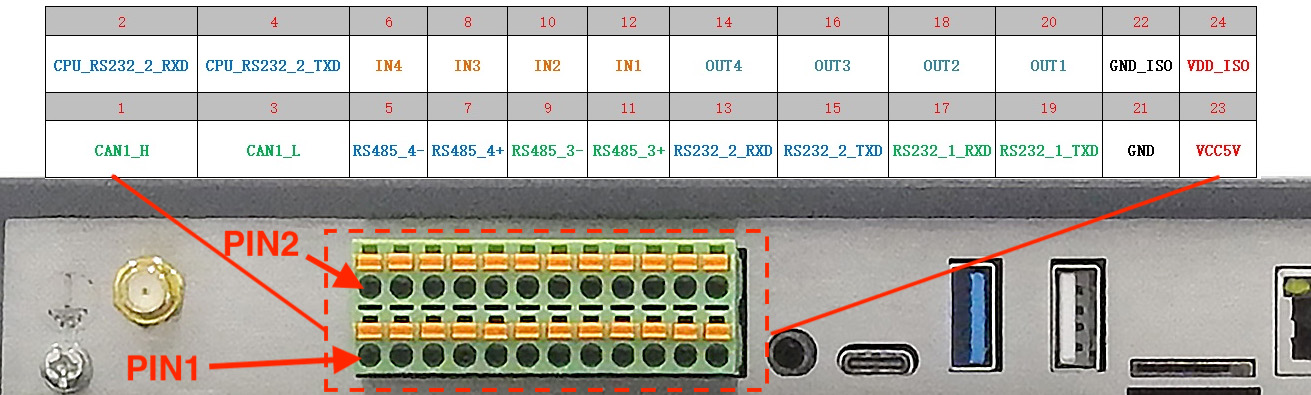 2 4 6 8 10 12 14 16 18 20 22 24
CPU_RS232_2_RXD CPU_RS232_2_TXD IN4 IN3 IN2 IN1 OUT4 OUT3 OUT2 OUT1 GND_ISO VDD_ISO
1 3 5 7 9 11 13 15 17 19 21 23
CAN1_H CAN1_L RS485_4- RS485_4+ RS485_3- RS485_3+ RS232_2_RXD RS232_2_TXD RS232_1_RXD RS232_1_TXD GND VCC5V
PIN2
PIN1